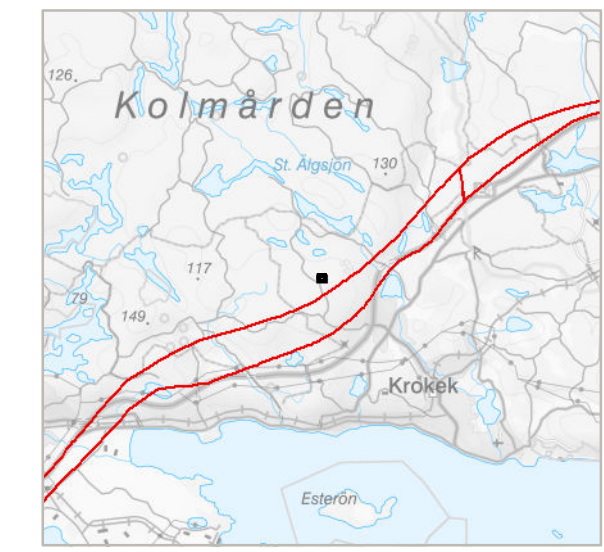 126
Kolmården
St. Älgsjön
130
117
79
149
Krokek
Esterön